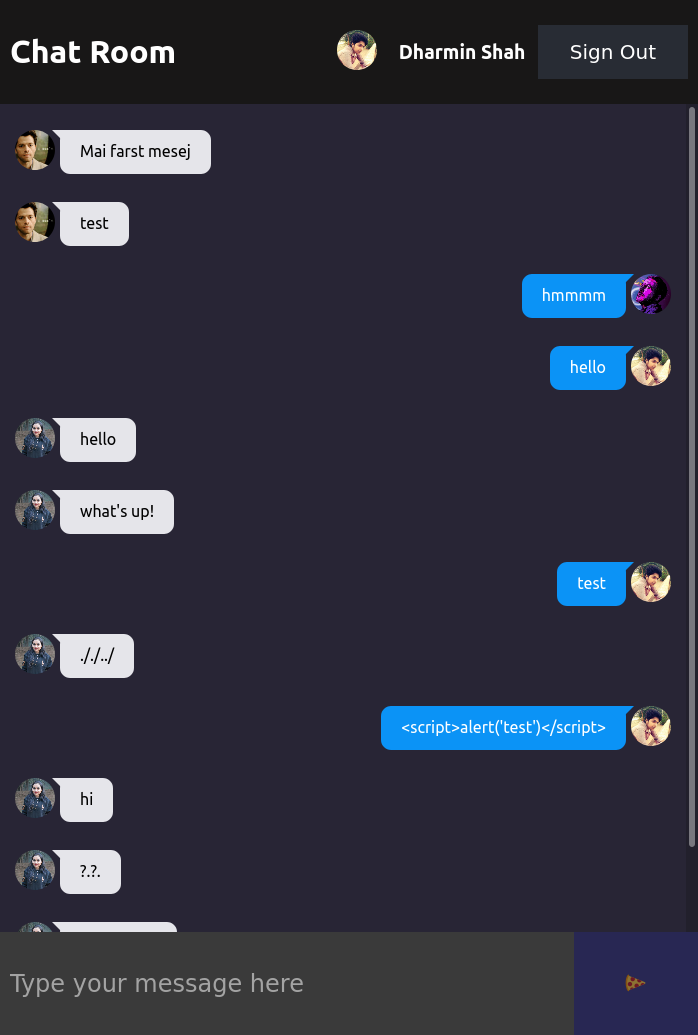 Chat Room
Dharmin Shah
Sign Out
Mai farst mesej
test
hmmmm
hello
hello
what's up!
test
././../
<script>alert('test')</script>
hi
?.?.
Type your message here